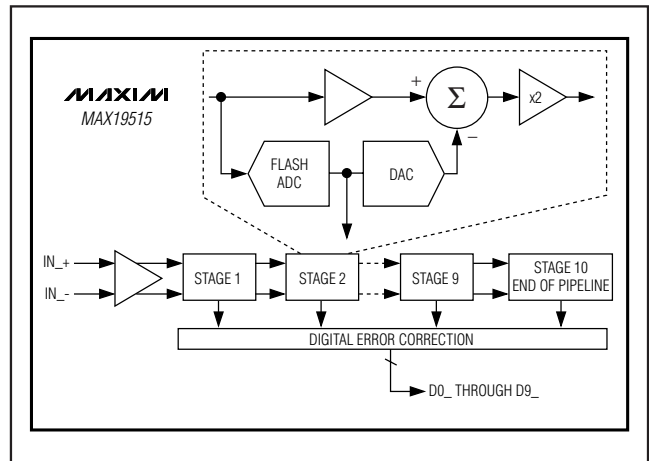 MAXIM
MAX19515
+
Σ
x2
−
FLASH
ADC
DAC
IN_+
IN_-
STAGE 1
STAGE 2
STAGE 9
STAGE 10
END OF PIPELINE
DIGITAL ERROR CORRECTION
D0_ THROUGH D9_